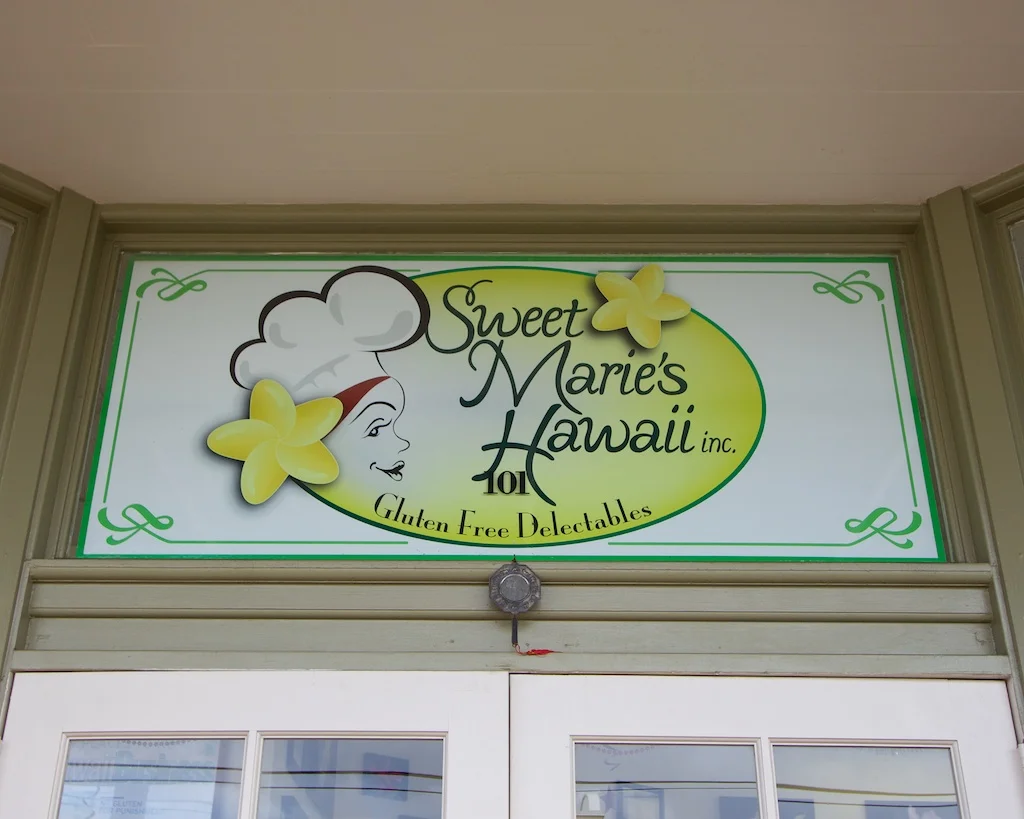 Sweet
Marie's
Hawaii inc.
101
Gluten Free Delectables